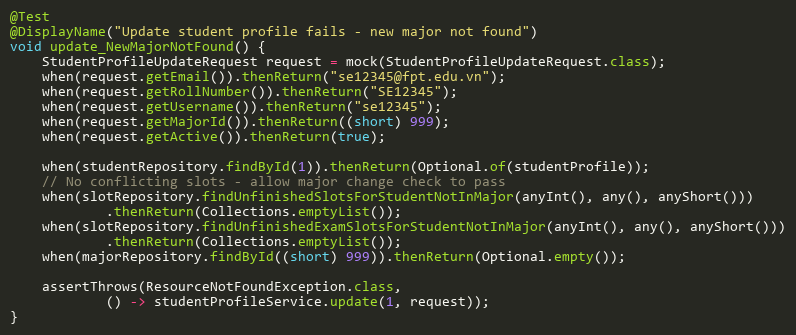 @Test
@DisplayName("Update student profile fails - new major not found")
void update_NewMajorNotFound() {
    StudentProfileUpdateRequest request = mock(StudentProfileUpdateRequest.class);
    when(request.getEmail()).thenReturn("se12345@fpt.edu.vn");
    when(request.getRollNumber()).thenReturn("SE12345");
    when(request.getUsername()).thenReturn("se12345");
    when(request.getMajorId()).thenReturn((short) 999);
    when(request.getActive()).thenReturn(true);

    when(studentRepository.findById(1)).thenReturn(Optional.of(studentProfile));
    // No conflicting slots - allow major change check to pass
    when(slotRepository.findUnfinishedSlotsForStudentNotInMajor(anyInt(), any(), anyShort()))
            .thenReturn(Collections.emptyList());
    when(slotRepository.findUnfinishedExamSlotsForStudentNotInMajor(anyInt(), any(), anyShort()))
            .thenReturn(Collections.emptyList());
    when(majorRepository.findById((short) 999)).thenReturn(Optional.empty());

    assertThrows(ResourceNotFoundException.class,
            () -> studentProfileService.update(1, request));
}